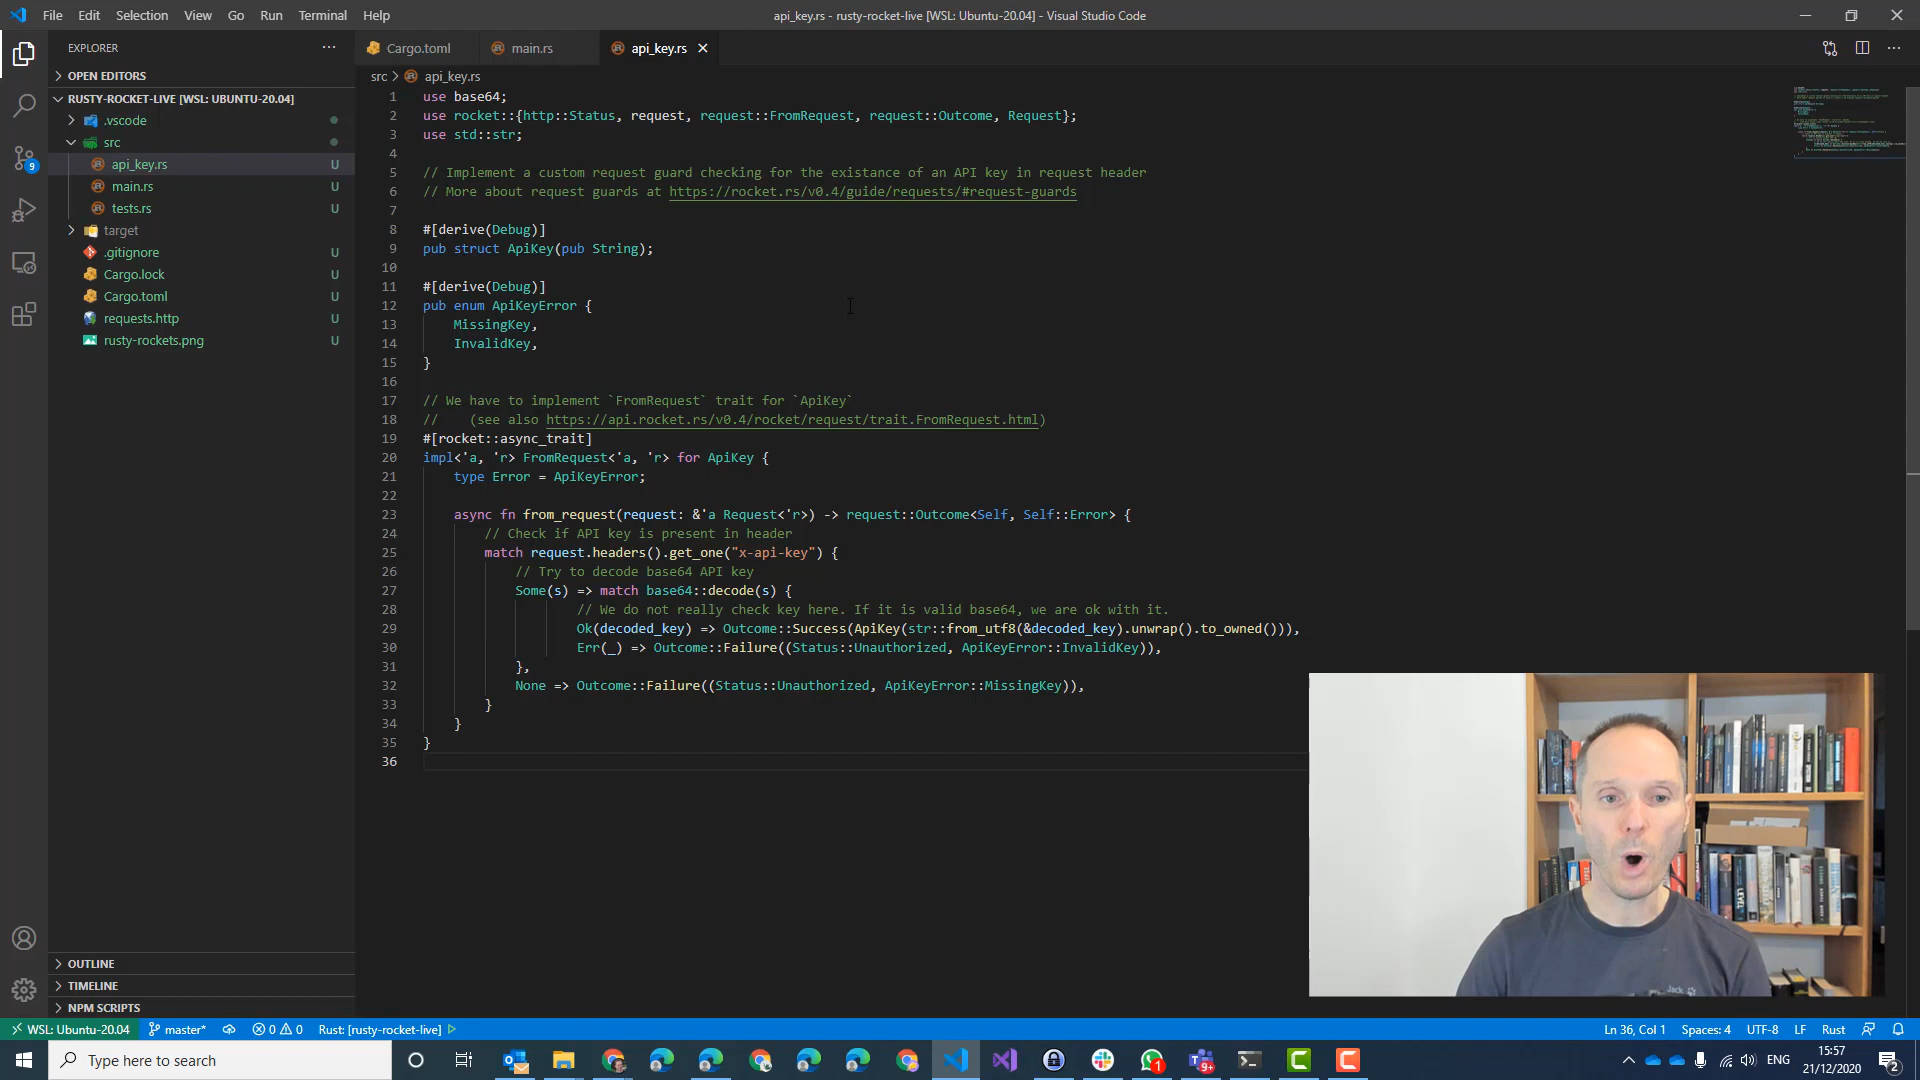 File Edit Selection View Go Run Terminal Help
api_key.rs - rusty-rocket-live [WSL: Ubuntu-20.04] - Visual Studio Code
EXPLORER
OPEN EDITORS
RUSTY-ROCKET-LIVE [WSL: UBUNTU-20.04]
.vscode
src
api_key.rs U
main.rs U
tests.rs U
target
.gitignore U
Cargo.lock U
Cargo.toml U
requests.http U
rusty-rockets.png U
OUTLINE
TIMELINE
NPM SCRIPTS
9
Cargo.toml main.rs api_key.rs
src > api_key.rs
1 use base64;
2 use rocket::{http::Status, request, request::FromRequest, request::Outcome, Request};
3 use std::str;
4
5 // Implement a custom request guard checking for the existance of an API key in request header
6 // More about request guards at https://rocket.rs/v0.4/guide/requests/#request-guards
7
8 #[derive(Debug)]
9 pub struct ApiKey(pub String);
10
11 #[derive(Debug)]
12 pub enum ApiKeyError {
13     MissingKey,
14     InvalidKey,
15 }
16
17 // We have to implement `FromRequest` trait for `ApiKey`
18 //    (see also https://api.rocket.rs/v0.4/rocket/request/trait.FromRequest.html)
19 #[rocket::async_trait]
20 impl<'a, 'r> FromRequest<'a, 'r> for ApiKey {
21     type Error = ApiKeyError;
22
23     async fn from_request(request: &'a Request<'r>) -> request::Outcome<Self, Self::Error> {
24         // Check if API key is present in header
25         match request.headers().get_one("x-api-key") {
26             // Try to decode base64 API key
27             Some(s) => match base64::decode(s) {
28                 // We do not really check key here. If it is valid base64, we are ok with it.
29                 Ok(decoded_key) => Outcome::Success(ApiKey(str::from_utf8(&decoded_key).unwrap().to_owned())),
30                 Err(_) => Outcome::Failure((Status::Unauthorized, ApiKeyError::InvalidKey)),
31             },
32             None => Outcome::Failure((Status::Unauthorized, ApiKeyError::MissingKey)),
33         }
34     }
35 }
36
Jack
WSL: Ubuntu-20.04 master* 0 0 Rust: [rusty-rocket-live] Ln 36, Col 1 Spaces: 4 UTF-8 LF Rust
Type here to search
1
9+
ENG
15:57
21/12/2020
2